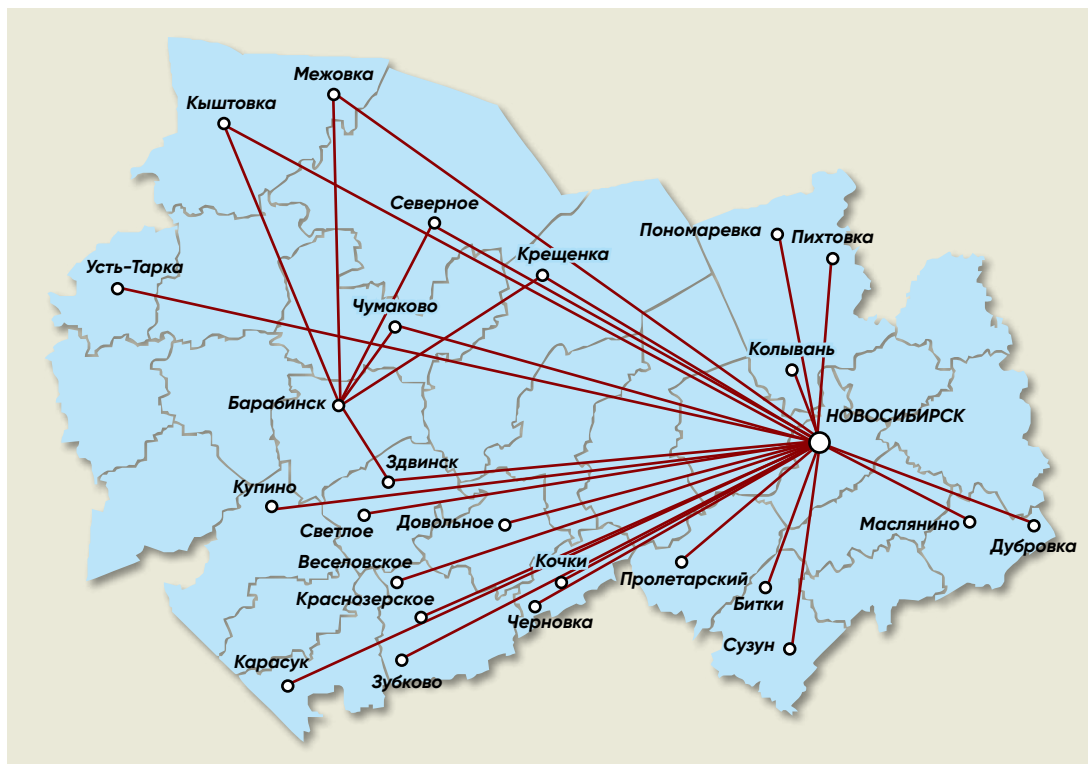 Межовка
Кыштовка
Северное
Пономаревка
Пихтовка
Крещенка
Усть-Тарка
Чумаково
Колывань
Барабинск
НОВОСИБИРСК
Здвинск
Купино
Светлое
Довольное
Маслянино
Дубровка
Веселовское
Кочки
Пролетарский
Краснозерское
Битки
Черновка
Сузун
Карасук
Зубково